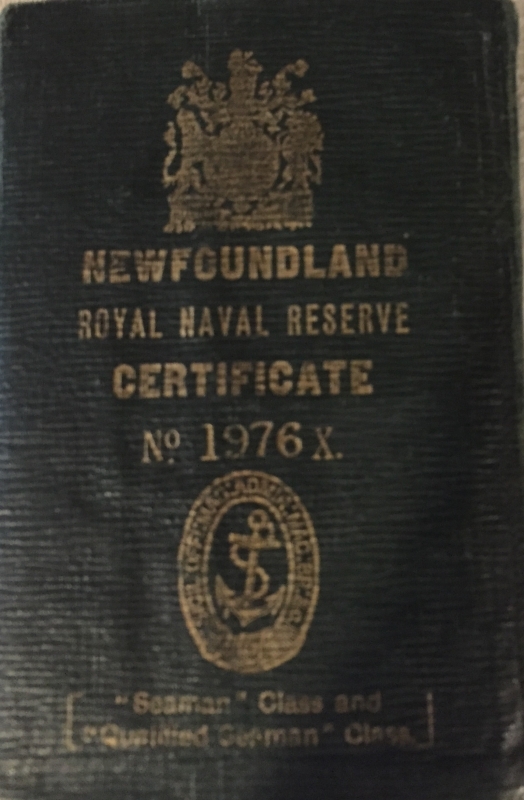 NEWFOUNDLAND
ROYAL NAVAL RESERVE
CERTIFICATE
No 1976 X.
["Seaman" Class and
"Qualified Seaman" Class.]